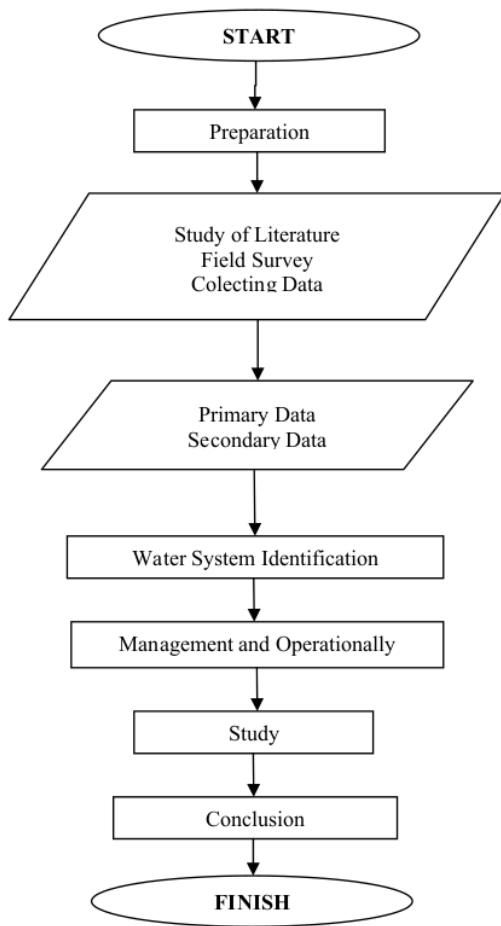 START
Preparation
Study of Literature
Field Survey
Colecting Data
Primary Data
Secondary Data
Water System Identification
Management and Operationally
Study
Conclusion
FINISH